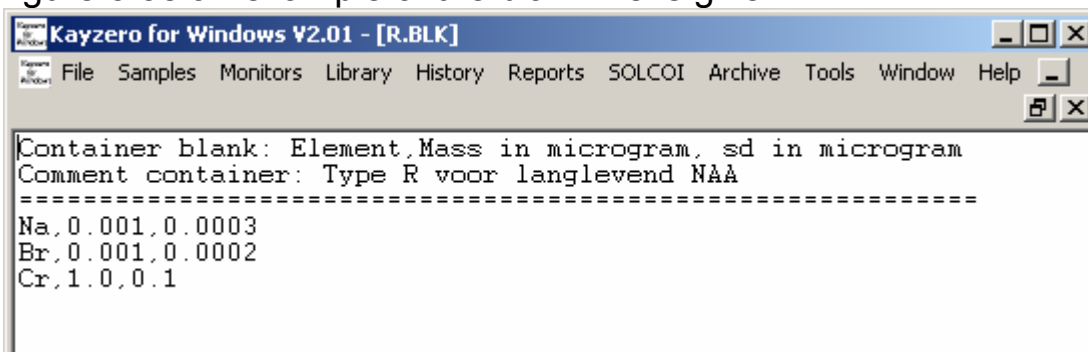 Kayzero for Windows V2.01 - [R.BLK]
File Samples Monitors Library History Reports SOLCOI Archive Tools Window Help
Container blank: Element,Mass in microgram, sd in microgram
Comment container: Type R voor langlevend NAA
===========================================================
Na,0.001,0.0003
Br,0.001,0.0002
Cr,1.0,0.1